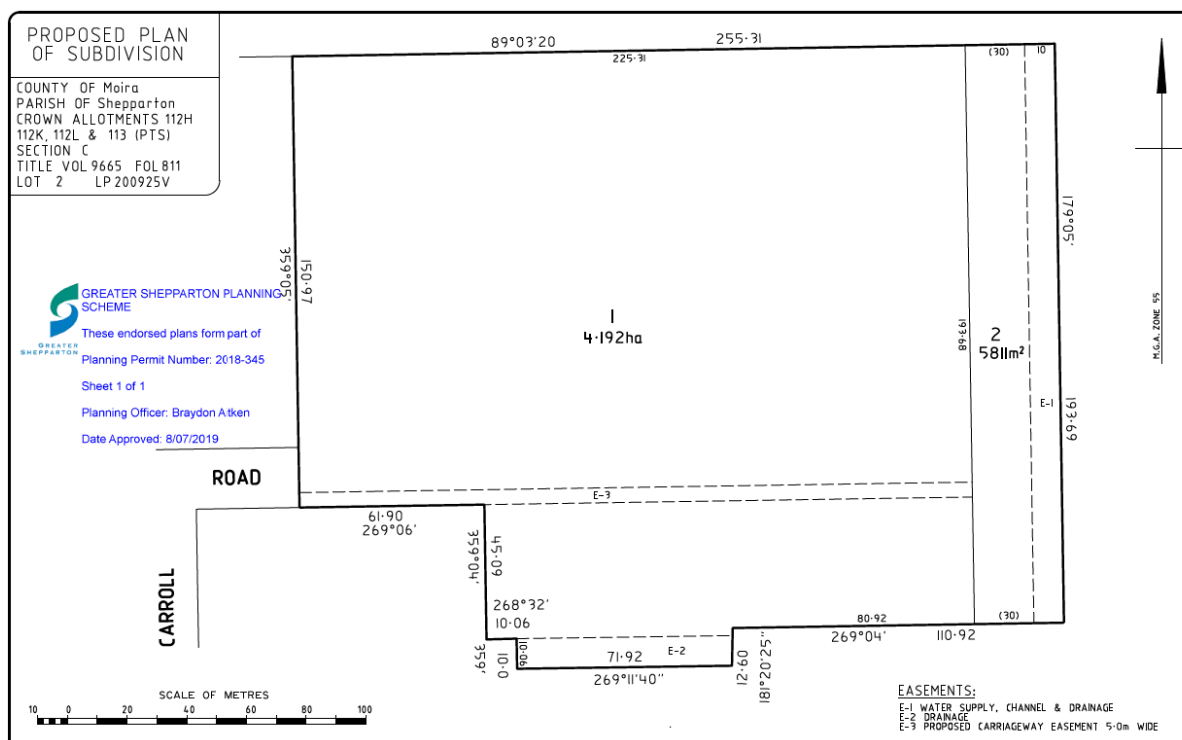 PROPOSED PLAN
OF SUBDIVISION
COUNTY OF Moira
PARISH OF Shepparton
CROWN ALLOTMENTS 112H
112K, 112L & 113 (PTS)
SECTION C
TITLE VOL 9665 FOL 811
LOT 2 LP 200925V
89°03'20 255·31
225·31
(30) 10
179°05'
193·69
M.G.A. ZONE 55
359°05'
150·97
GREATER SHEPPARTON
GREATER SHEPPARTON PLANNING
SCHEME
These endorsed plans form part of
Planning Permit Number: 2018-345
Sheet 1 of 1
Planning Officer: Braydon Aitken
Date Approved: 8/07/2019
1
4·192ha
193·68
2
5811m²
E-1
ROAD
E-3
61·90
269°06'
359°04'
45·09
CARROLL
268°32'
10·06
359'
10·0
10·06
71·92
E-2
269°11'40"
12·60
181°20'25"
80·92
(30)
269°04' 110·92
SCALE OF METRES
10 0 20 40 60 80 100
EASEMENTS:
E-1 WATER SUPPLY, CHANNEL & DRAINAGE
E-2 DRAINAGE
E-3 PROPOSED CARRIAGEWAY EASEMENT 5·0m WIDE